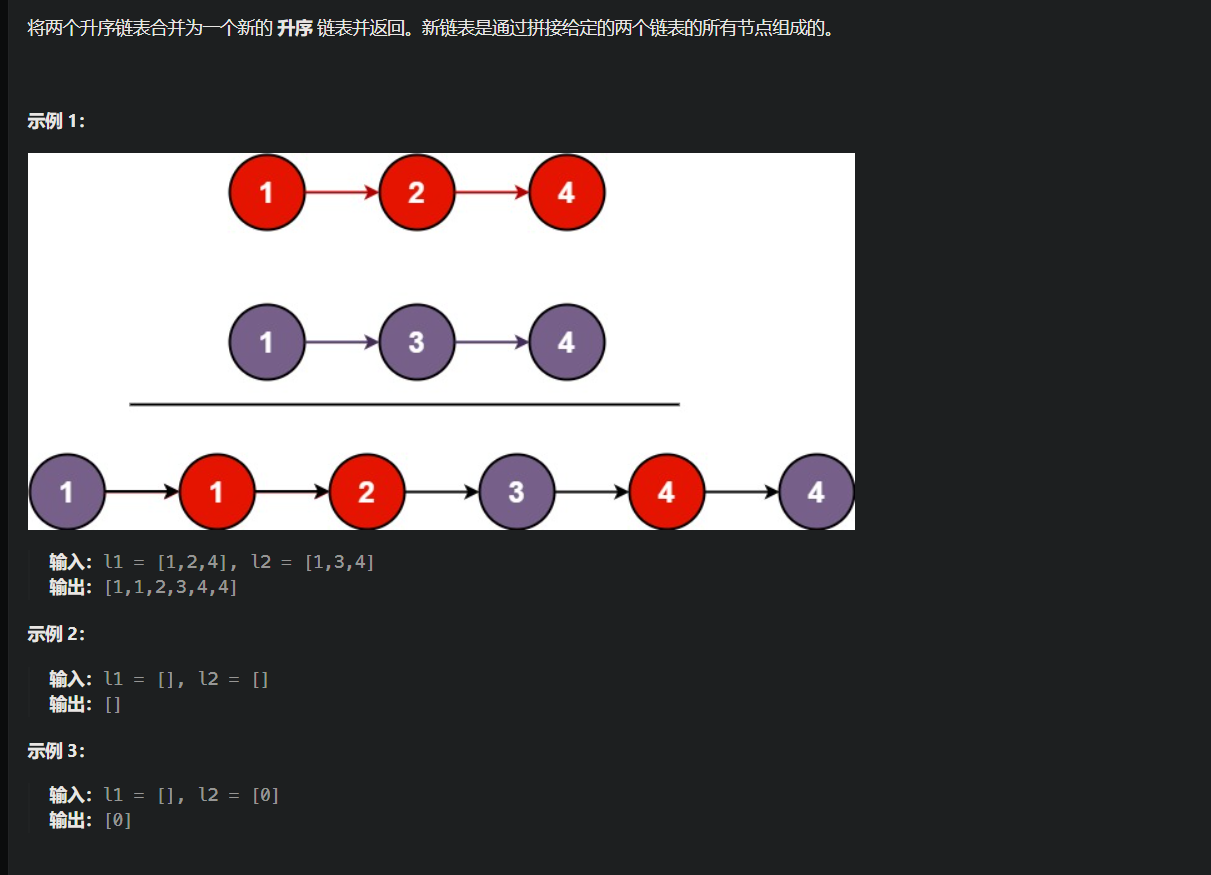 将两个升序链表合并为一个新的 升序 链表并返回。新链表是通过拼接给定的两个链表的所有节点组成的。
示例 1：
1 2 4
1 3 4
1 1 2 3 4 4
输入：l1 = [1,2,4], l2 = [1,3,4]
输出：[1,1,2,3,4,4]
示例 2：
输入：l1 = [], l2 = []
输出：[]
示例 3：
输入：l1 = [], l2 = [0]
输出：[0]